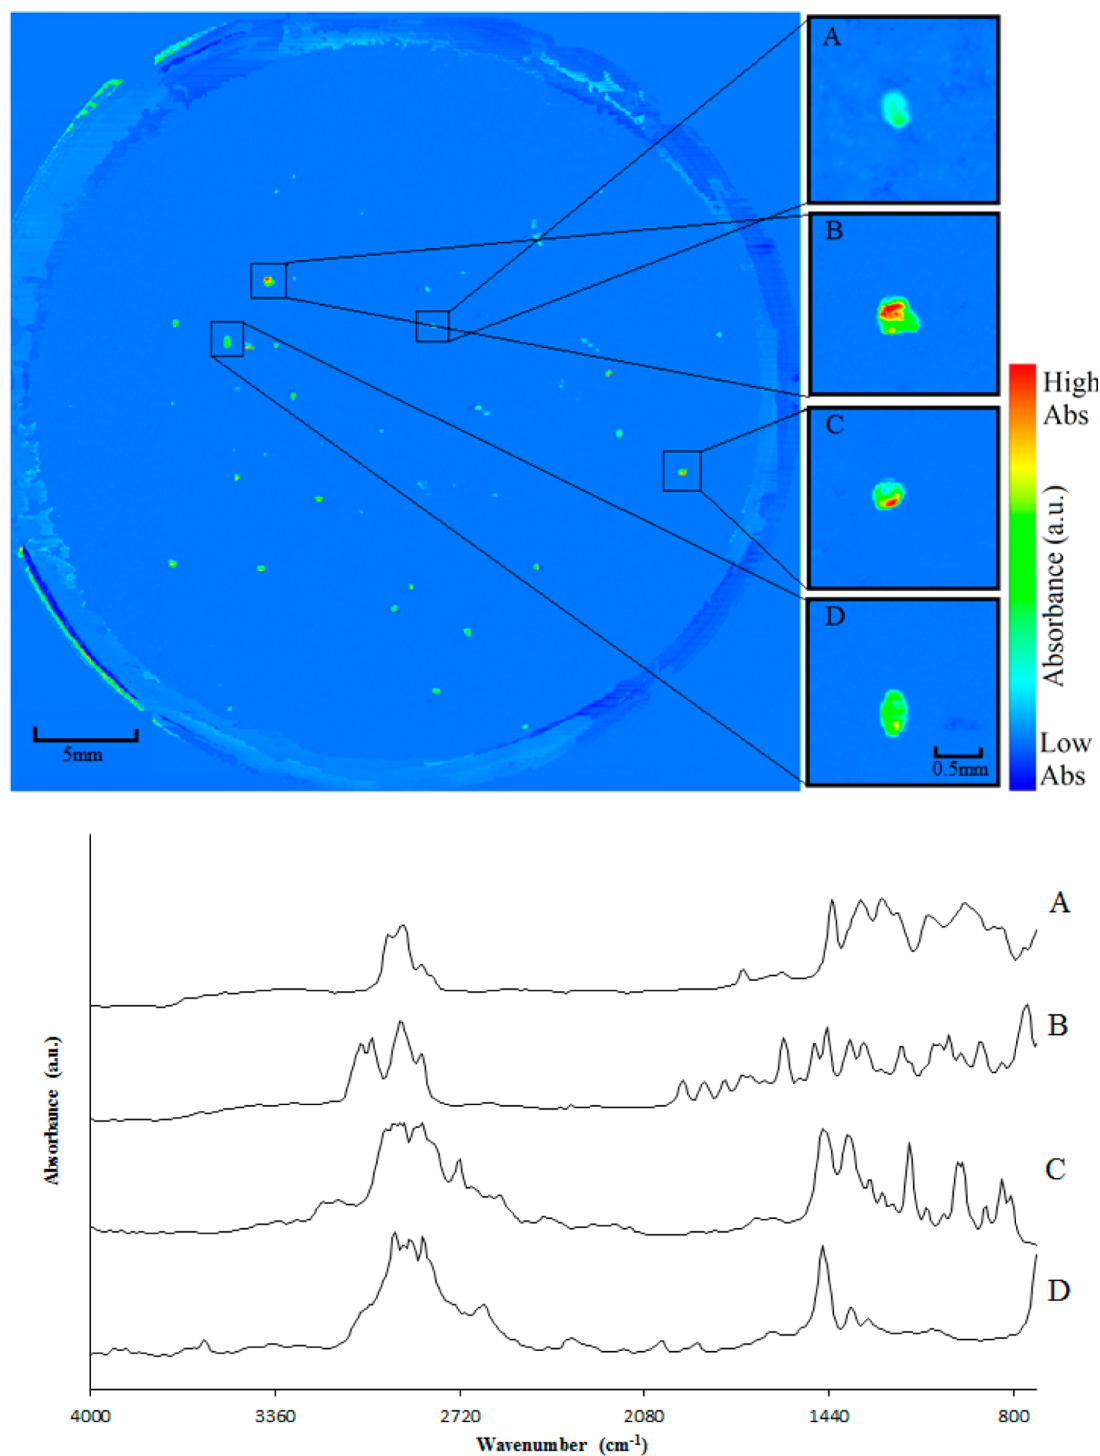 A
B
C
D
High
Abs
Absorbance (a.u.)
Low
Abs
5mm
0.5mm
A
B
C
D
Absorbance (a.u.)
4000 3360 2720 2080 1440 800
Wavenumber (cm-1)